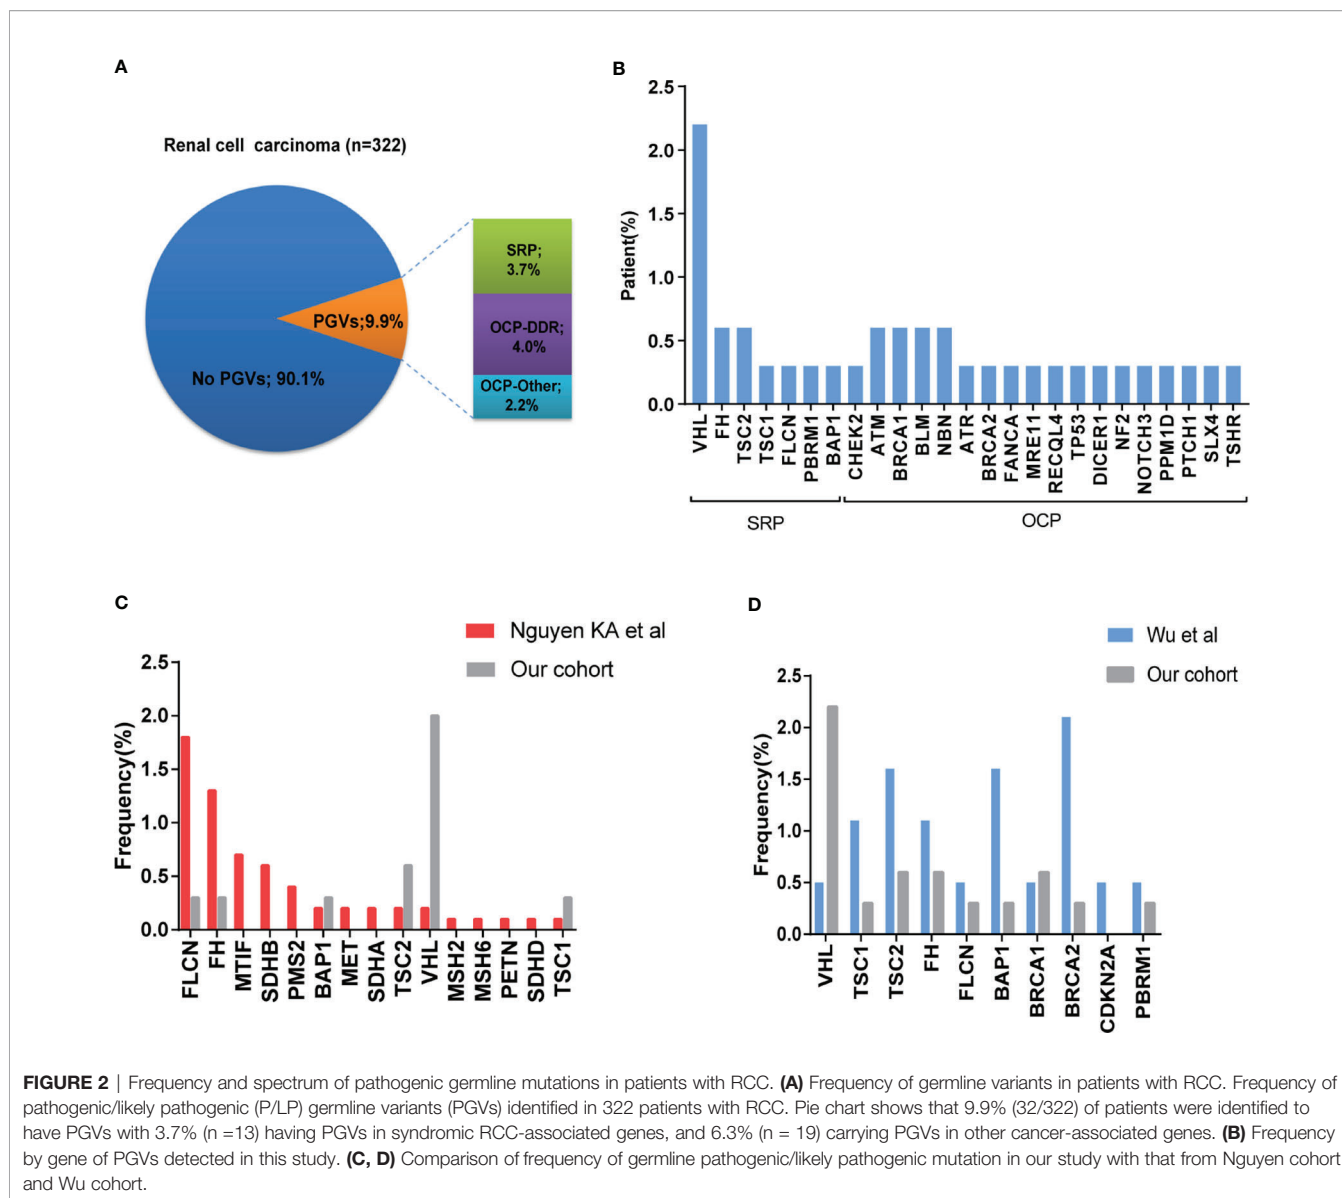 A
Renal cell carcinoma (n=322)
PGVs;9.9%
No PGVs; 90.1%
SRP;
3.7%
OCP-DDR;
4.0%
OCP-Other;
2.2%
B
Patient(%)
2.5
2.0
1.5
1.0
0.5
0.0
VHL
FH
TSC2
TSC1
FLCN
PBRM1
BAP1
CHEK2
ATM
BRCA1
BLM
NBN
ATR
BRCA2
FANCA
MRE11
RECQL4
TP53
DICER1
NF2
NOTCH3
PPM1D
PTCH1
SLX4
TSHR
SRP
OCP
C
Nguyen KA et al
Our cohort
Frequency(%)
2.5
2.0
1.5
1.0
0.5
0.0
FLCN
FH
MTIF
SDHB
PMS2
BAP1
MET
SDHA
TSC2
VHL
MSH2
MSH6
PETN
SDHD
TSC1
D
Wu et al
Our cohort
Frequency(%)
2.5
2.0
1.5
1.0
0.5
0.0
VHL
TSC1
TSC2
FH
FLCN
BAP1
BRCA1
BRCA2
CDKN2A
PBRM1
FIGURE 2 | Frequency and spectrum of pathogenic germline mutations in patients with RCC. (A) Frequency of germline variants in patients with RCC. Frequency of
pathogenic/likely pathogenic (P/LP) germline variants (PGVs) identified in 322 patients with RCC. Pie chart shows that 9.9% (32/322) of patients were identified to
have PGVs with 3.7% (n =13) having PGVs in syndromic RCC-associated genes, and 6.3% (n = 19) carrying PGVs in other cancer-associated genes. (B) Frequency
by gene of PGVs detected in this study. (C, D) Comparison of frequency of germline pathogenic/likely pathogenic mutation in our study with that from Nguyen cohort
and Wu cohort.